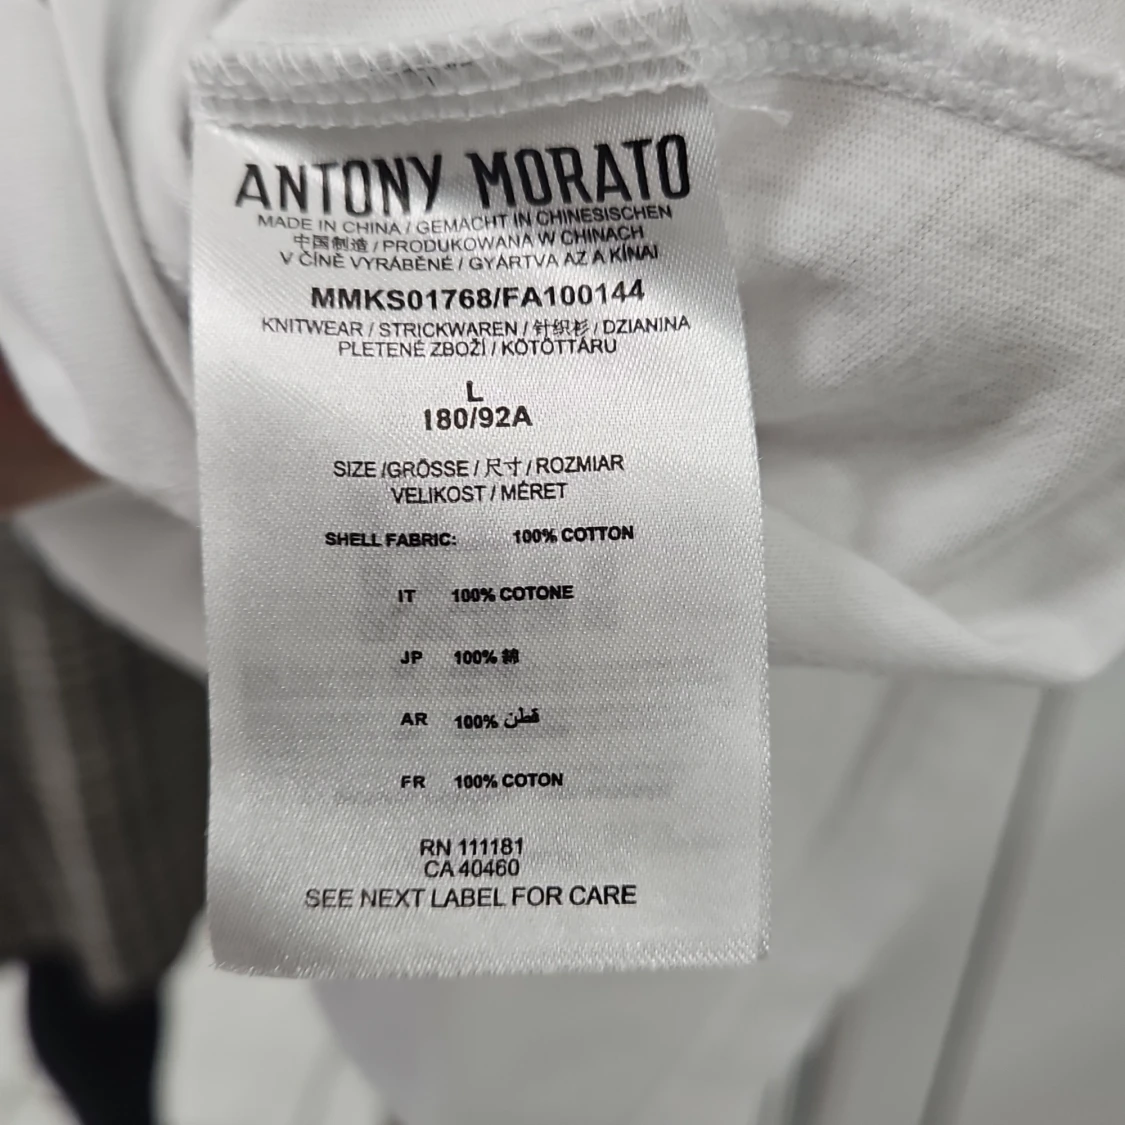 ANTONY MORATO
MADE IN CHINA / GEMACHT IN CHINESISCHEN
中国制造 / PRODUKOWANA W CHINACH
V ČÍNĚ VYRÁBĚNÉ / GYÁRTVA AZ A KÍNAI
MMKS01768/FA100144
KNITWEAR / STRICKWAREN / 针织衫 / DZIANINA
PLETENÉ ZBOŽÍ / KÖTÖTTÁRU
L
180/92A
SIZE /GRÖSSE / 尺寸 / ROZMIAR
VELIKOST / MÉRET
SHELL FABRIC: 100% COTTON
IT 100% COTONE
JP 100% 綿
AR 100% قطن
FR 100% COTON
RN 111181
CA 40460
SEE NEXT LABEL FOR CARE